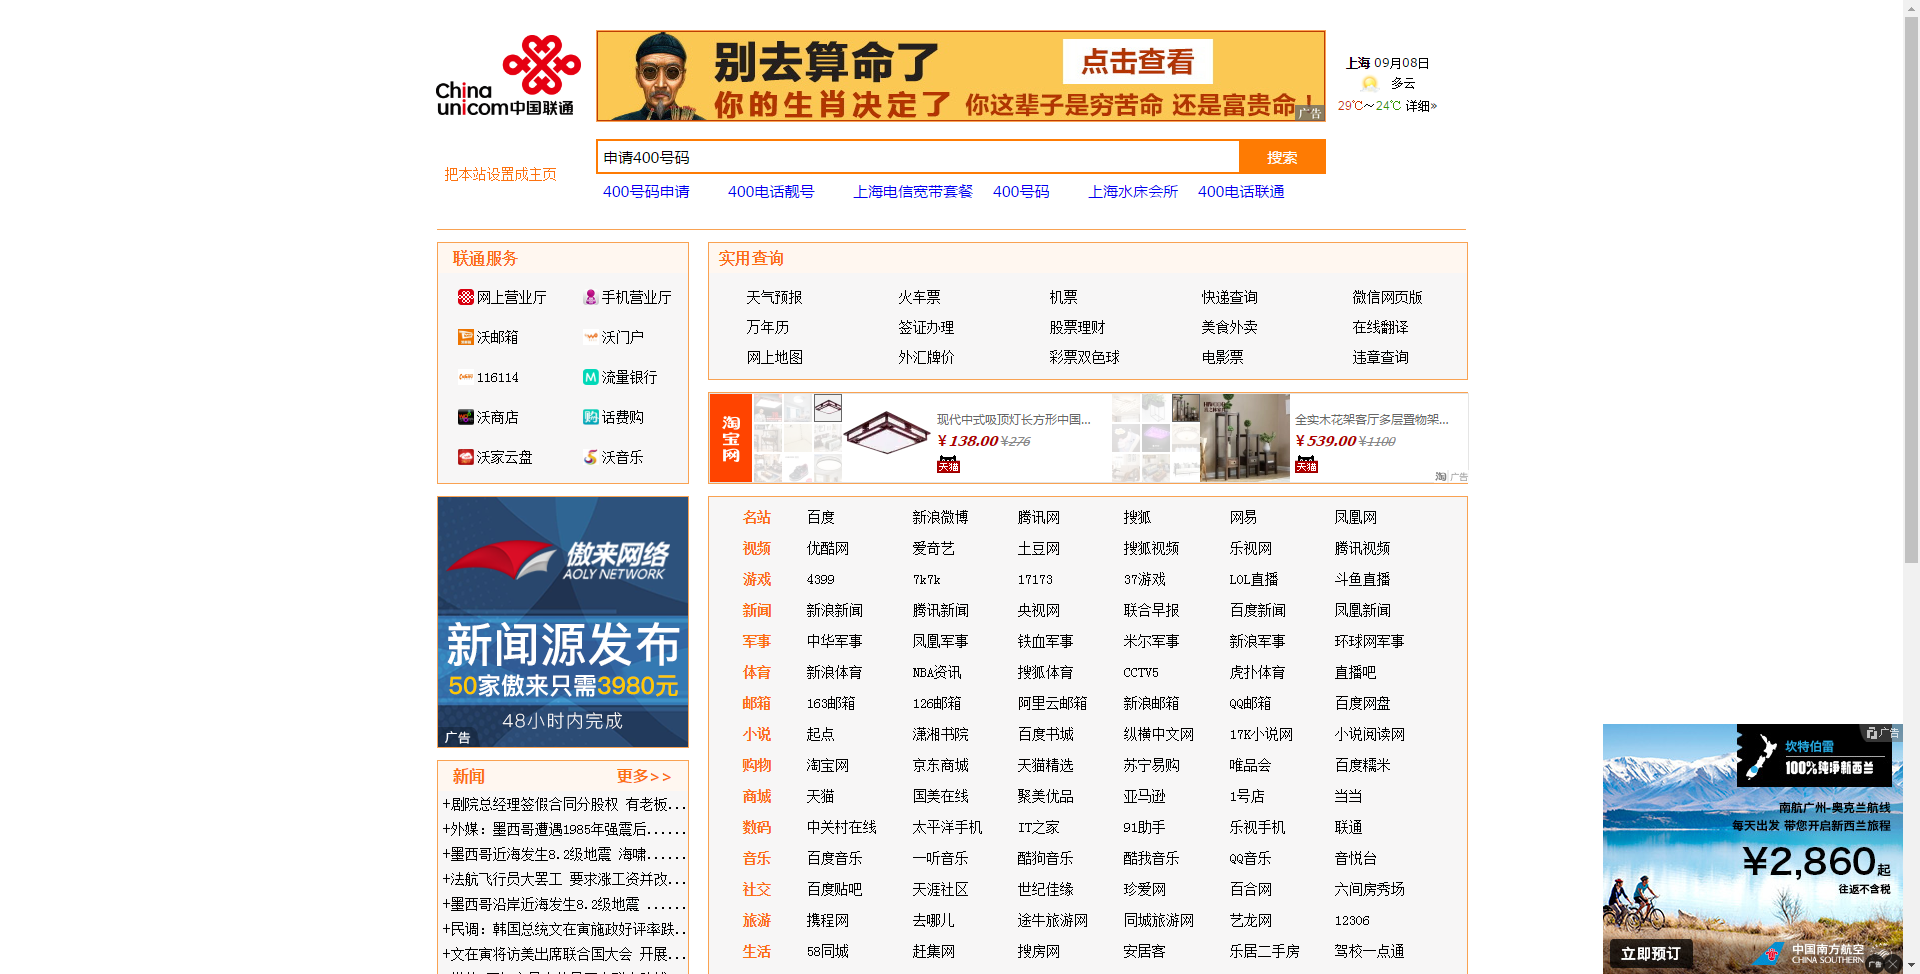 China
unicom中国联通
别去算命了
点击查看
你的生肖决定了 你这辈子是穷苦命 还是富贵命！
广告
上海 09月08日
多云
29℃～24℃ 详细»
把本站设置成主页
申请400号码
搜索
400号码申请 400电话靓号 上海电信宽带套餐 400号码 上海水床会所 400电话联通
联通服务
网上营业厅 手机营业厅
沃邮箱 沃门户
116114 流量银行
沃商店 话费购
沃家云盘 沃音乐
实用查询
天气预报 火车票 机票 快递查询 微信网页版
万年历 签证办理 股票理财 美食外卖 在线翻译
网上地图 外汇牌价 彩票双色球 电影票 违章查询
淘宝网
现代中式吸顶灯长方形中国...
¥138.00 ¥276
天猫
全实木花架客厅多层置物架...
¥539.00 ¥1100
天猫
淘 广告
傲来网络
AOLY NETWORK
新闻源发布
50家傲来只需3980元
48小时内完成
广告
名站 百度 新浪微博 腾讯网 搜狐 网易 凤凰网
视频 优酷网 爱奇艺 土豆网 搜狐视频 乐视网 腾讯视频
游戏 4399 7k7k 17173 37游戏 LOL直播 斗鱼直播
新闻 新浪新闻 腾讯新闻 央视网 联合早报 百度新闻 凤凰新闻
军事 中华军事 凤凰军事 铁血军事 米尔军事 新浪军事 环球网军事
体育 新浪体育 NBA资讯 搜狐体育 CCTV5 虎扑体育 直播吧
邮箱 163邮箱 126邮箱 阿里云邮箱 新浪邮箱 QQ邮箱 百度网盘
小说 起点 潇湘书院 百度书城 纵横中文网 17K小说网 小说阅读网
购物 淘宝网 京东商城 天猫精选 苏宁易购 唯品会 百度糯米
商城 天猫 国美在线 聚美优品 亚马逊 1号店 当当
数码 中关村在线 太平洋手机 IT之家 91助手 乐视手机 联通
音乐 百度音乐 一听音乐 酷狗音乐 酷我音乐 QQ音乐 音悦台
社交 百度贴吧 天涯社区 世纪佳缘 珍爱网 百合网 六间房秀场
旅游 携程网 去哪儿 途牛旅游网 同城旅游网 艺龙网 12306
生活 58同城 赶集网 搜房网 安居客 乐居二手房 驾校一点通
新闻 更多>>
+剧院总经理签假合同分股权 有老板...
+外媒：墨西哥遭遇1985年强震后......
+墨西哥近海发生8.2级地震 海啸......
+法航飞行员大罢工 要求涨工资并改...
+墨西哥沿岸近海发生8.2级地震 ......
+民调：韩国总统文在寅施政好评率跌...
+文在寅将访美出席联合国大会 开展...
广告
坎特伯雷
100%纯净新西兰
南航广州-奥克兰航线
每天出发 带您开启新西兰旅程
¥2,860起
往返不含税
立即预订
中国南方航空
CHINA SOUTHERN
广告